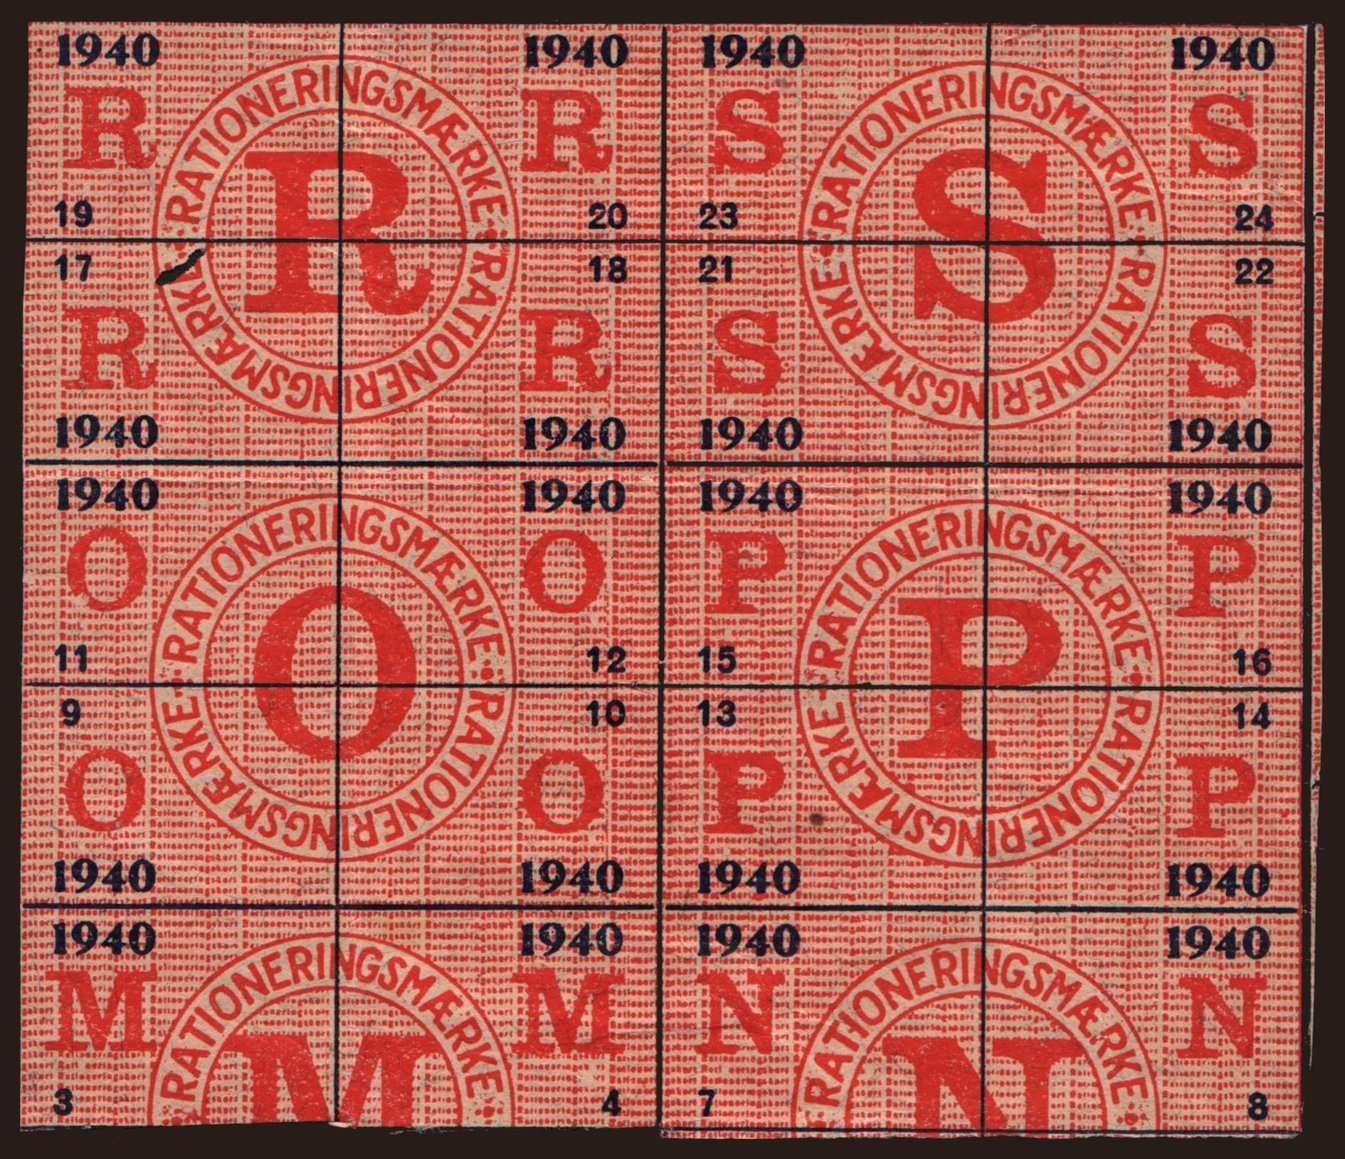 1940 1940 1940 1940
RATIONERINGSMÆRKE RATIONERINGSMÆRKE
R R S S
R S
19 20 23 24
17 18 21 22
R R S S
RATIONERINGSMÆRKE RATIONERINGSMÆRKE
1940 1940 1940 1940
1940 1940 1940 1940
RATIONERINGSMÆRKE RATIONERINGSMÆRKE
O O P P
O P
11 12 15 16
9 10 13 14
O O P P
RATIONERINGSMÆRKE RATIONERINGSMÆRKE
1940 1940 1940 1940
1940 1940 1940 1940
RATIONERINGSMÆRKE RATIONERINGSMÆRKE
M M N N
M N
3 4 7 8